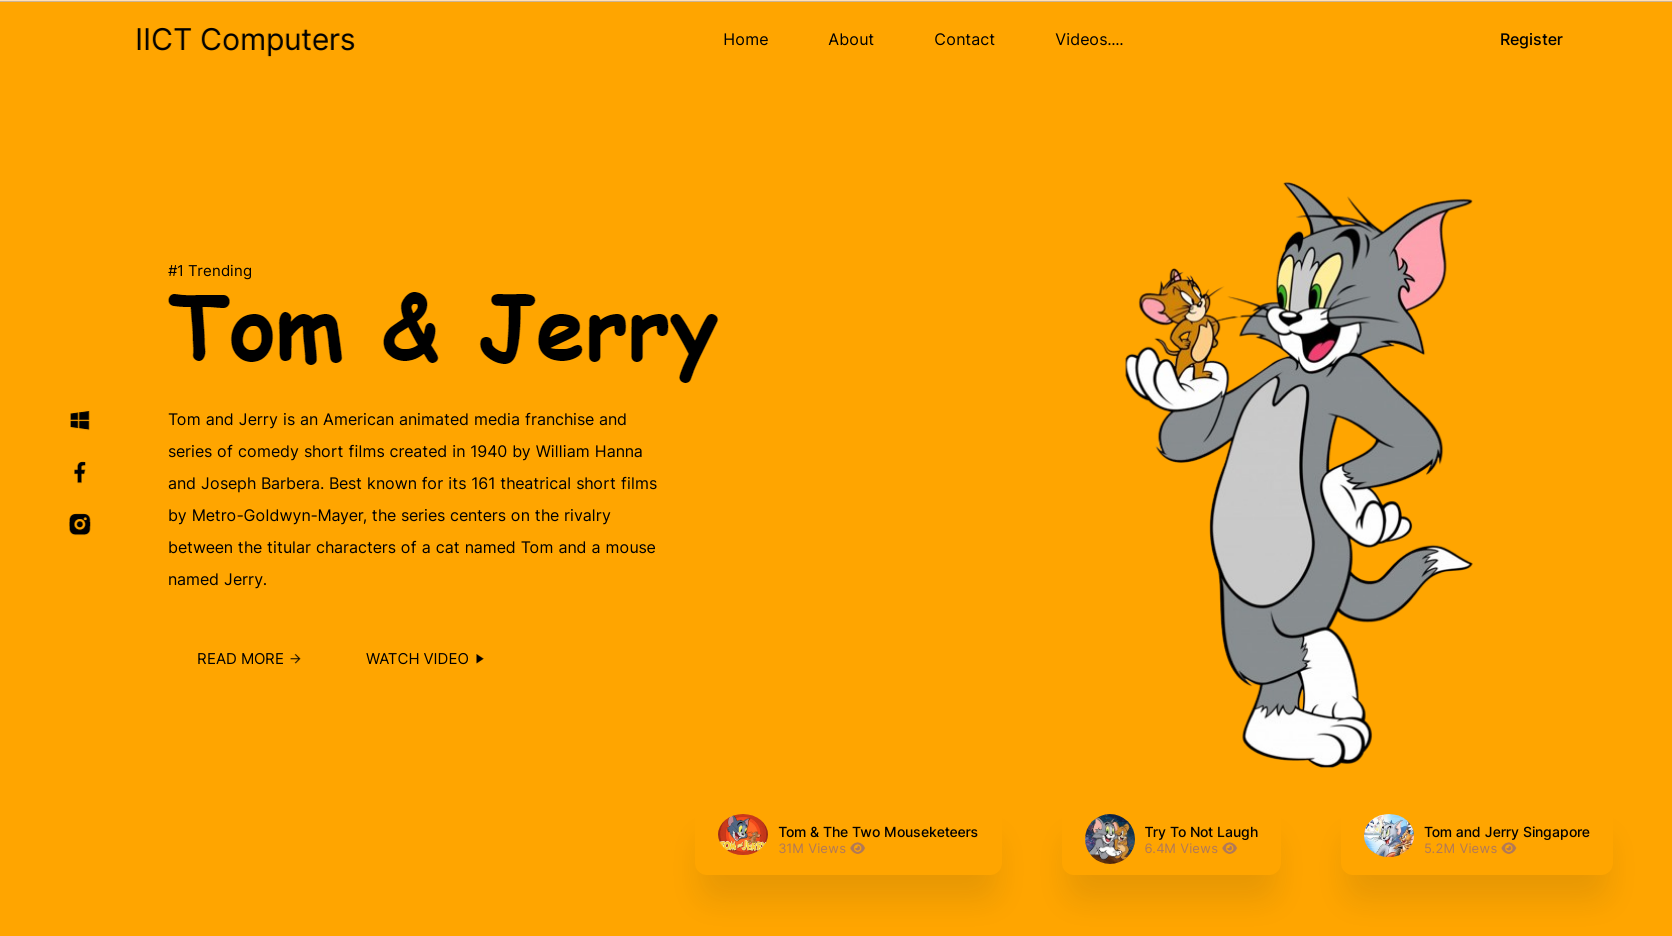 IICT Computers
Home
About
Contact
Videos....
Register
#1 Trending
Tom & Jerry
Tom and Jerry is an American animated media franchise and
series of comedy short films created in 1940 by William Hanna
and Joseph Barbera. Best known for its 161 theatrical short films
by Metro-Goldwyn-Mayer, the series centers on the rivalry
between the titular characters of a cat named Tom and a mouse
named Jerry.
READ MORE →
WATCH VIDEO
TOM JERRY
Tom & The Two Mouseketeers
31M Views
Try To Not Laugh
6.4M Views
Tom and Jerry Singapore
5.2M Views